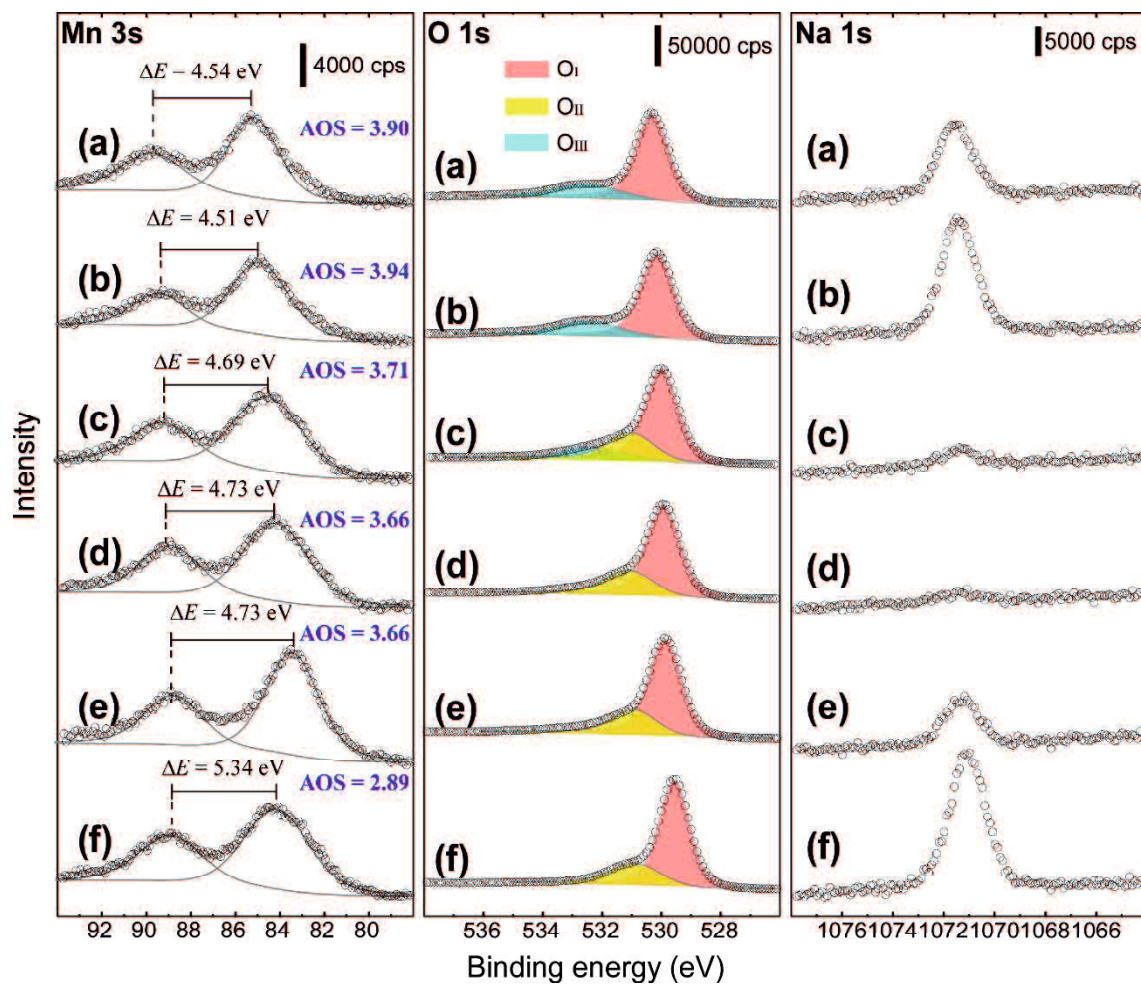 Mn 3s
4000 cps
ΔE − 4.54 eV
AOS = 3.90
(a)
ΔE = 4.51 eV
AOS = 3.94
(b)
ΔE = 4.69 eV
AOS = 3.71
(c)
ΔE = 4.73 eV
AOS = 3.66
(d)
ΔE = 4.73 eV
AOS = 3.66
(e)
ΔE = 5.34 eV
AOS = 2.89
(f)
92 90 88 86 84 82 80
O 1s
50000 cps
OI
OII
OIII
(a)
(b)
(c)
(d)
(e)
(f)
536 534 532 530 528
Na 1s
5000 cps
(a)
(b)
(c)
(d)
(e)
(f)
1076 1074 1072 1070 1068 1066
Intensity
Binding energy (eV)